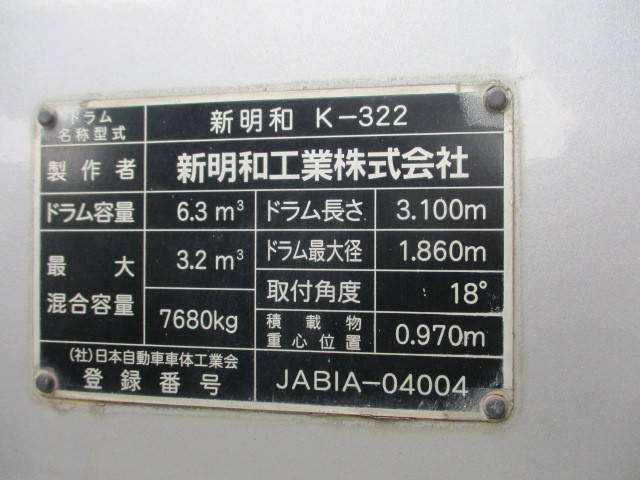 ドラム
名称型式
新明和 K-322
製作者
新明和工業株式会社
ドラム容量
6.3 m³
ドラム長さ
3.100m
最大
混合容量
3.2 m³
7680kg
ドラム最大径
1.860m
取付角度
18°
積載物
重心位置
0.970m
(社)日本自動車車体工業会
登録番号
JABIA-04004